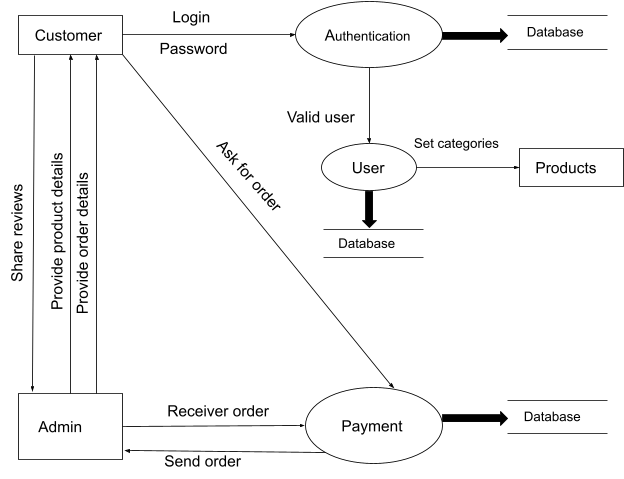 Login
Customer
Password
Authentication
Database
Valid user
Set categories
User
Products
Database
Ask for order
Share reviews
Provide product details
Provide order details
Admin
Receiver order
Payment
Database
Send order